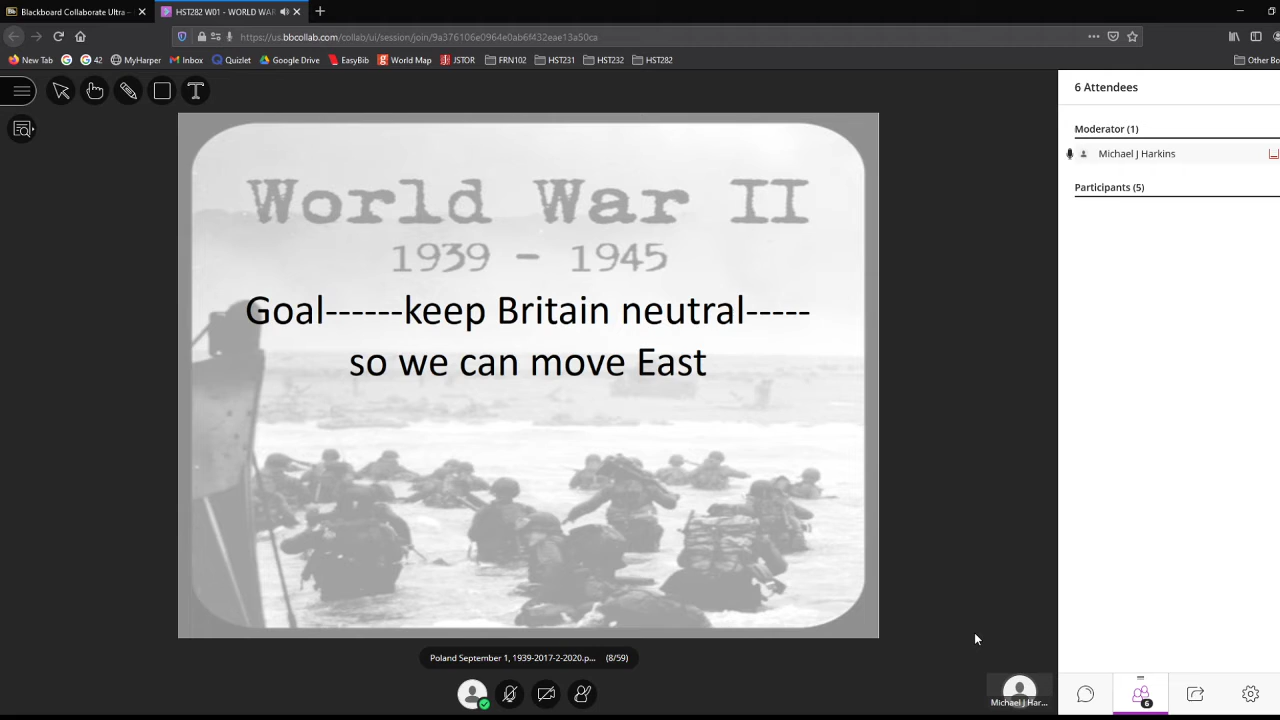 Blackboard Collaborate Ultra –
HST282 W01 - WORLD WAR
https://us.bbcollab.com/collab/ui/session/join/9a376106e0964e0ab6f432eae13a50ca
New Tab G G 42 MyHarper Inbox Quizlet Google Drive EasyBib World Map JSTOR FRN102 HST231 HST232 HST282 Other Bo
6 Attendees
Moderator (1)
Michael J Harkins
Participants (5)
World War II
1939 - 1945
Goal------keep Britain neutral-----
so we can move East
Poland September 1, 1939-2017-2-2020.p... (8/59)
Michael J Har...
6